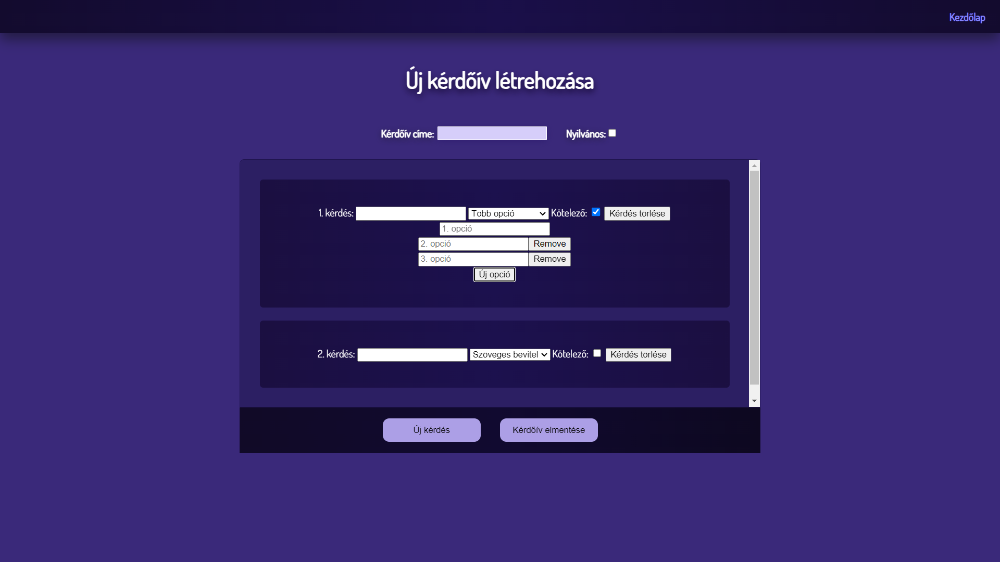 Kezdőlap
Új kérdőív létrehozása
Kérdőív címe: Nyilvános:
1. kérdés: Több opció Kötelező: Kérdés törlése
1. opció
2. opció Remove
3. opció Remove
Új opció
2. kérdés: Szöveges bevitel Kötelező: Kérdés törlése
Új kérdés Kérdőív elmentése